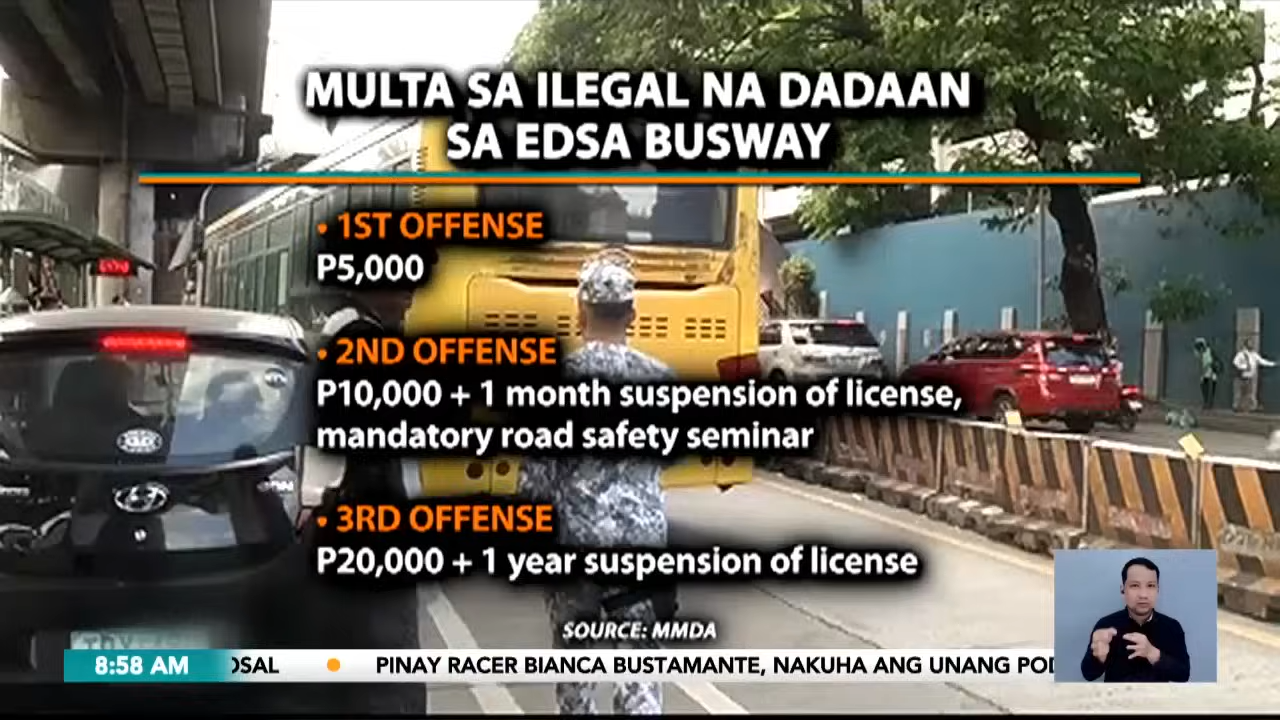 MULTA SA ILEGAL NA DADAAN
SA EDSA BUSWAY
• 1ST OFFENSE
P5,000
• 2ND OFFENSE
P10,000 + 1 month suspension of license,
mandatory road safety seminar
• 3RD OFFENSE
P20,000 + 1 year suspension of license
SOURCE: MMDA
8:58 AM OSAL • PINAY RACER BIANCA BUSTAMANTE, NAKUHA ANG UNANG POD